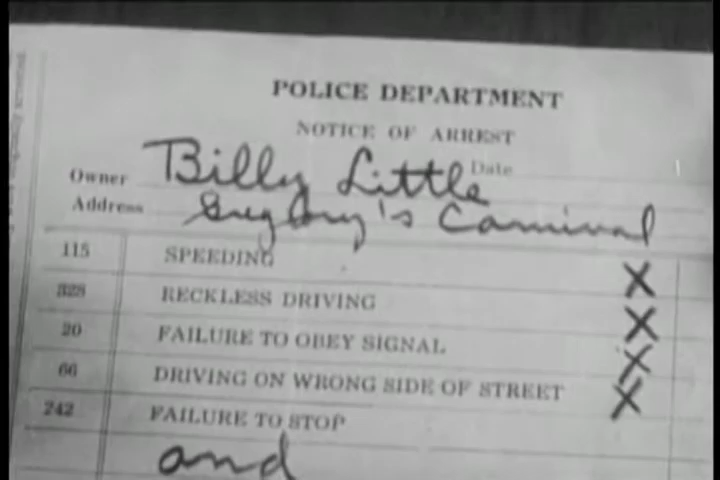 POLICE DEPARTMENT
NOTICE OF ARREST
Owner Billy Little Date
Address Gregory's Carnival
115 SPEEDING X
328 RECKLESS DRIVING X
20 FAILURE TO OBEY SIGNAL X
66 DRIVING ON WRONG SIDE OF STREET X
242 FAILURE TO STOP
and